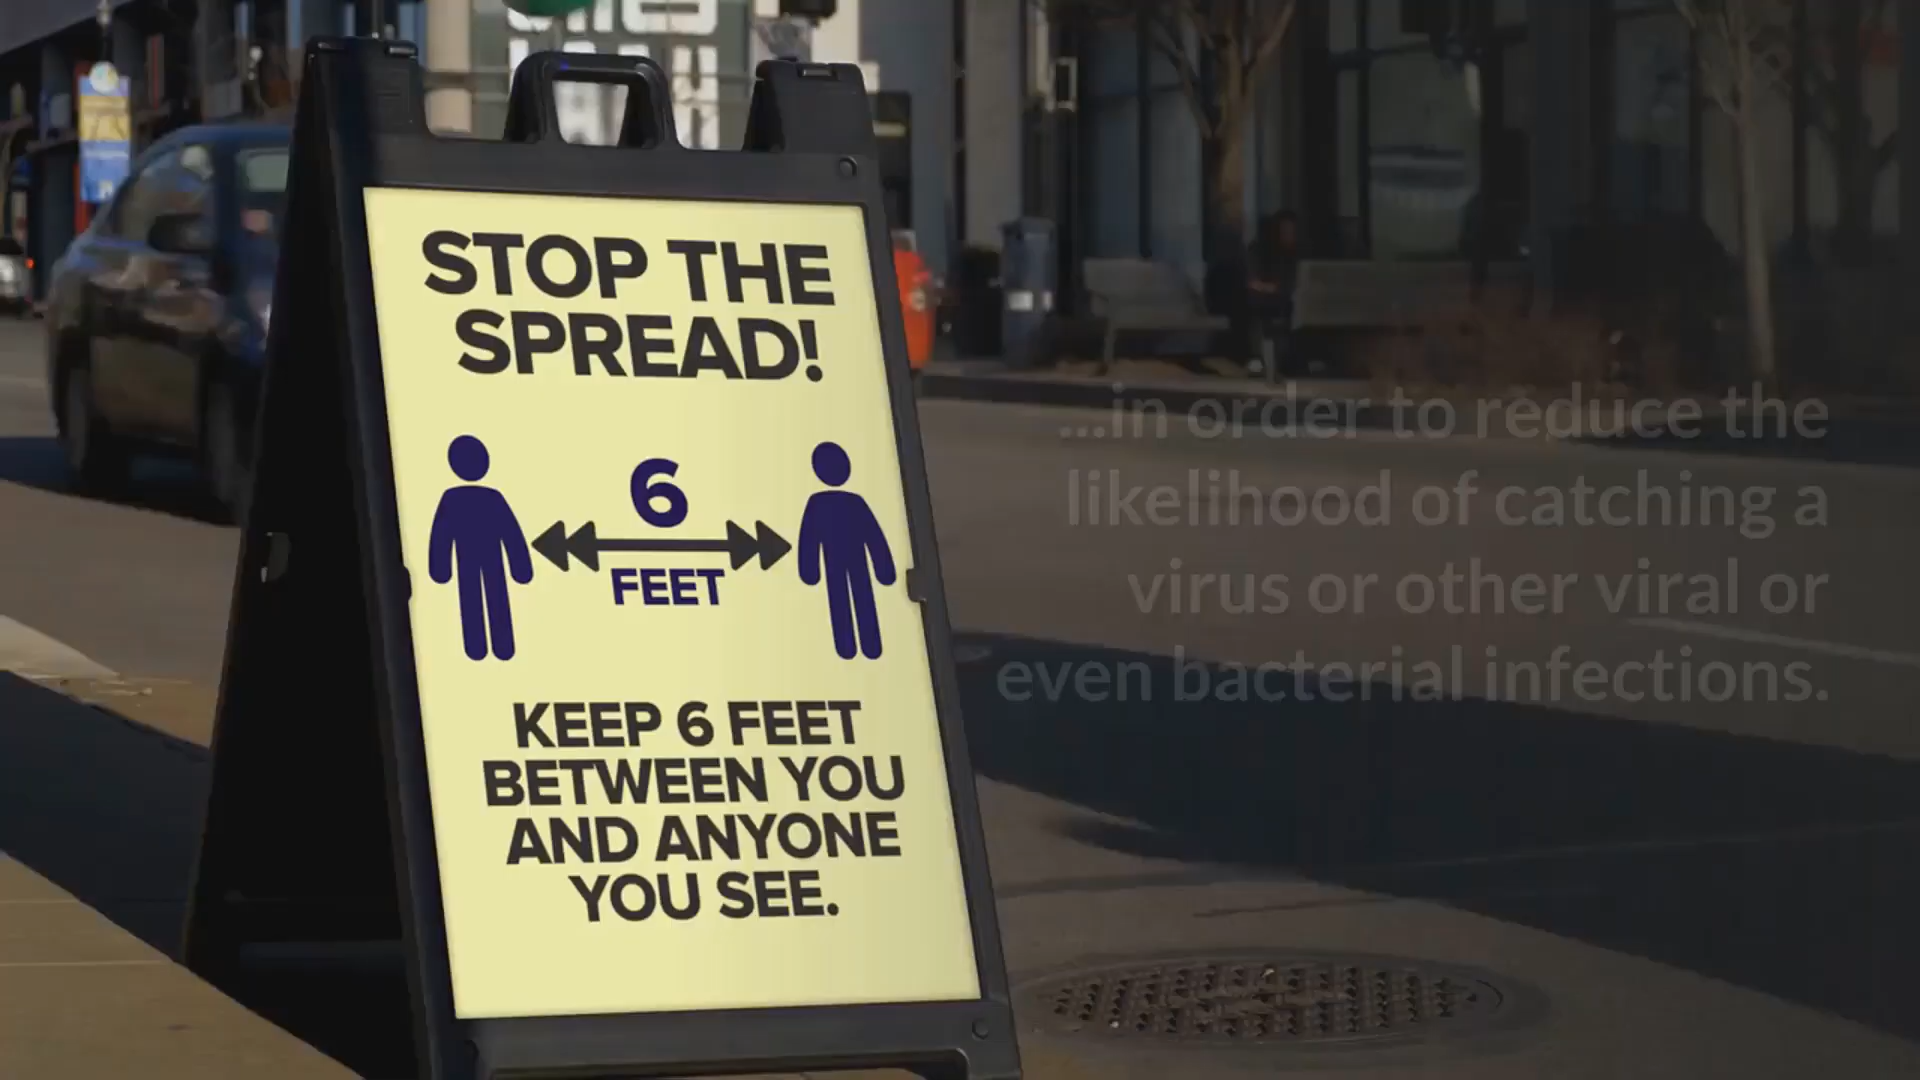 STOP THE
SPREAD!
6
FEET
KEEP 6 FEET
BETWEEN YOU
AND ANYONE
YOU SEE.
...in order to reduce the
likelihood of catching a
virus or other viral or
even bacterial infections.